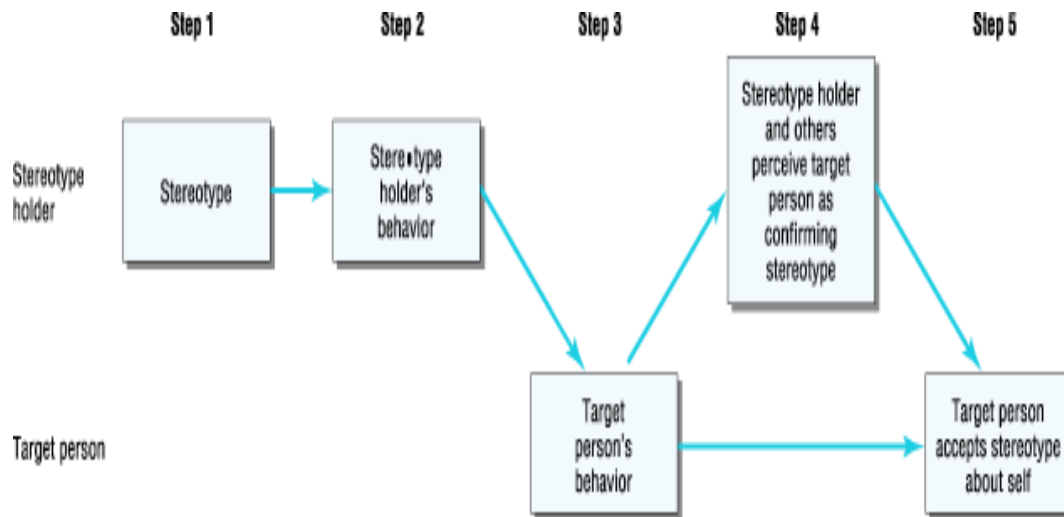 Step 1 Step 2 Step 3 Step 4 Step 5
Stereotype
holder
Stereotype
Stere•type
holder's
behavior
Stereotype holder
and others
perceive target
person as
confirming
stereotype
Target person
Target
person's
behavior
Target person
accepts stereotype
about self